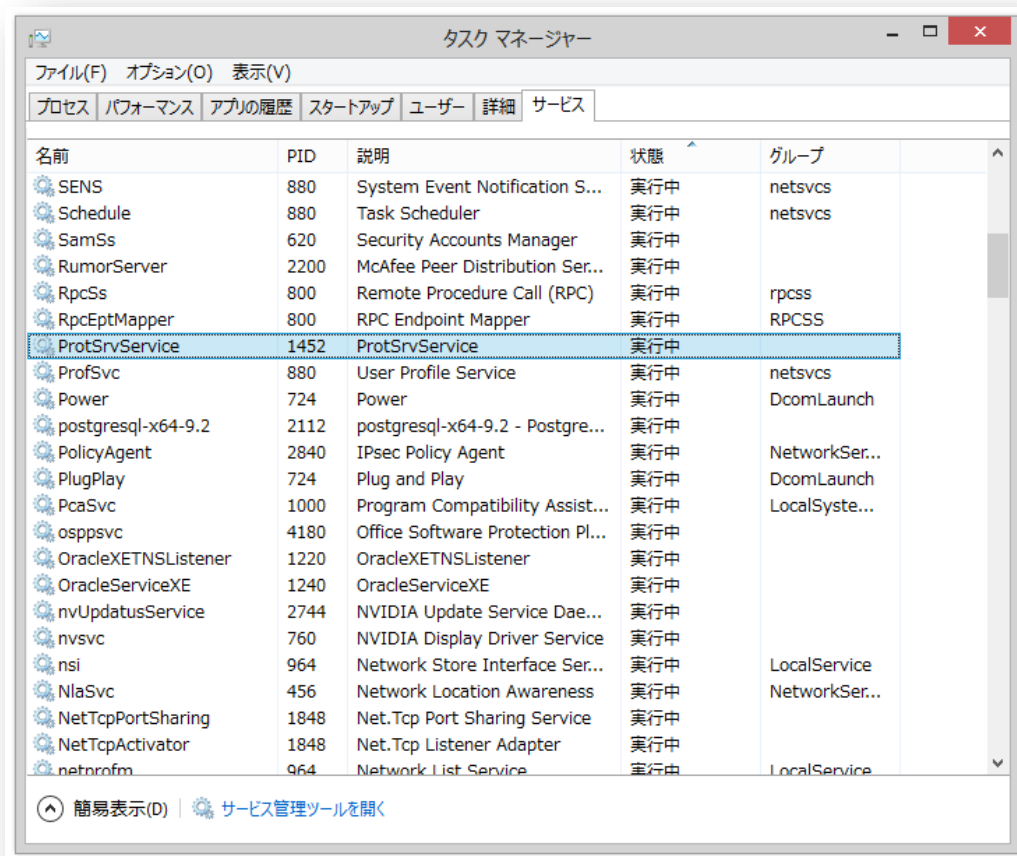 タスク マネージャー
ファイル(F) オプション(O) 表示(V)
プロセス パフォーマンス アプリの履歴 スタートアップ ユーザー 詳細 サービス
名前 PID 説明 状態 グループ
SENS 880 System Event Notification S... 実行中 netsvcs
Schedule 880 Task Scheduler 実行中 netsvcs
SamSs 620 Security Accounts Manager 実行中
RumorServer 2200 McAfee Peer Distribution Ser... 実行中
RpcSs 800 Remote Procedure Call (RPC) 実行中 rpcss
RpcEptMapper 800 RPC Endpoint Mapper 実行中 RPCSS
ProtSrvService 1452 ProtSrvService 実行中
ProfSvc 880 User Profile Service 実行中 netsvcs
Power 724 Power 実行中 DcomLaunch
postgresql-x64-9.2 2112 postgresql-x64-9.2 - Postgre... 実行中
PolicyAgent 2840 IPsec Policy Agent 実行中 NetworkSer...
PlugPlay 724 Plug and Play 実行中 DcomLaunch
PcaSvc 1000 Program Compatibility Assist... 実行中 LocalSyste...
osppsvc 4180 Office Software Protection Pl... 実行中
OracleXETNSListener 1220 OracleXETNSListener 実行中
OracleServiceXE 1240 OracleServiceXE 実行中
nvUpdatusService 2744 NVIDIA Update Service Dae... 実行中
nvsvc 760 NVIDIA Display Driver Service 実行中
nsi 964 Network Store Interface Ser... 実行中 LocalService
NlaSvc 456 Network Location Awareness 実行中 NetworkSer...
NetTcpPortSharing 1848 Net.Tcp Port Sharing Service 実行中
NetTcpActivator 1848 Net.Tcp Listener Adapter 実行中
netprofm 964 Network List Service 実行中 LocalService
簡易表示(D) サービス管理ツールを開く